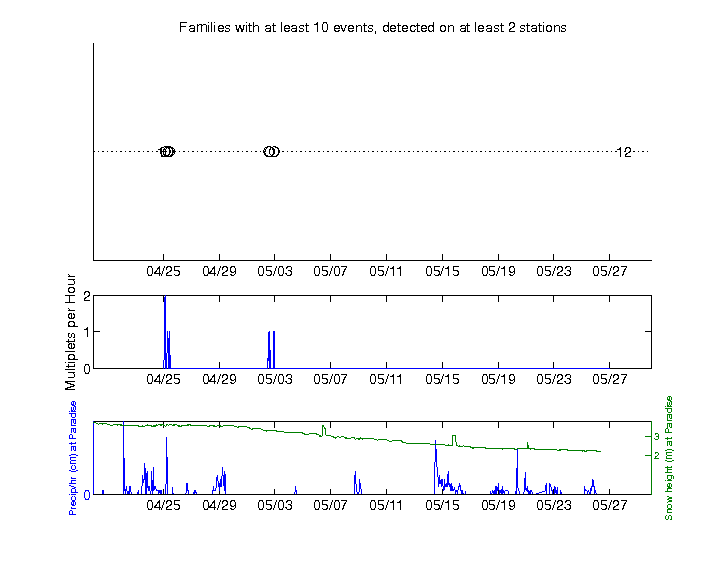 Families with at least 10 events, detected on at least 2 stations
12
04/25 04/29 05/03 05/07 05/11 05/15 05/19 05/23 05/27
Multiplets per Hour
2
1
0
04/25 04/29 05/03 05/07 05/11 05/15 05/19 05/23 05/27
Precip/hr (cm) at Paradise
0
3
2
Snow height (m) at Paradise
04/25 04/29 05/03 05/07 05/11 05/15 05/19 05/23 05/27